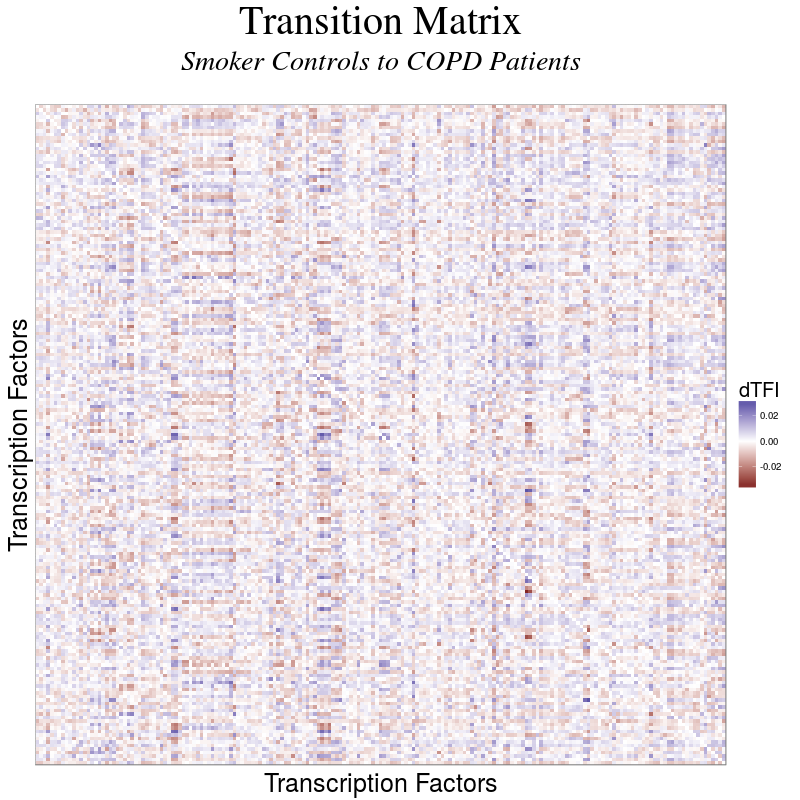 Transition Matrix
Smoker Controls to COPD Patients
Transcription Factors
dTFI
0.02
0.00
-0.02
Transcription Factors